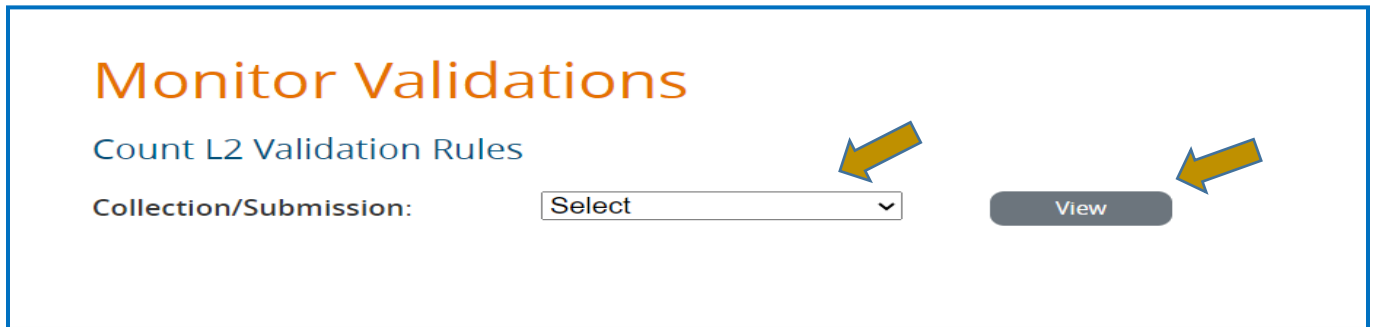 Monitor Validations
Count L2 Validation Rules
Collection/Submission: Select View